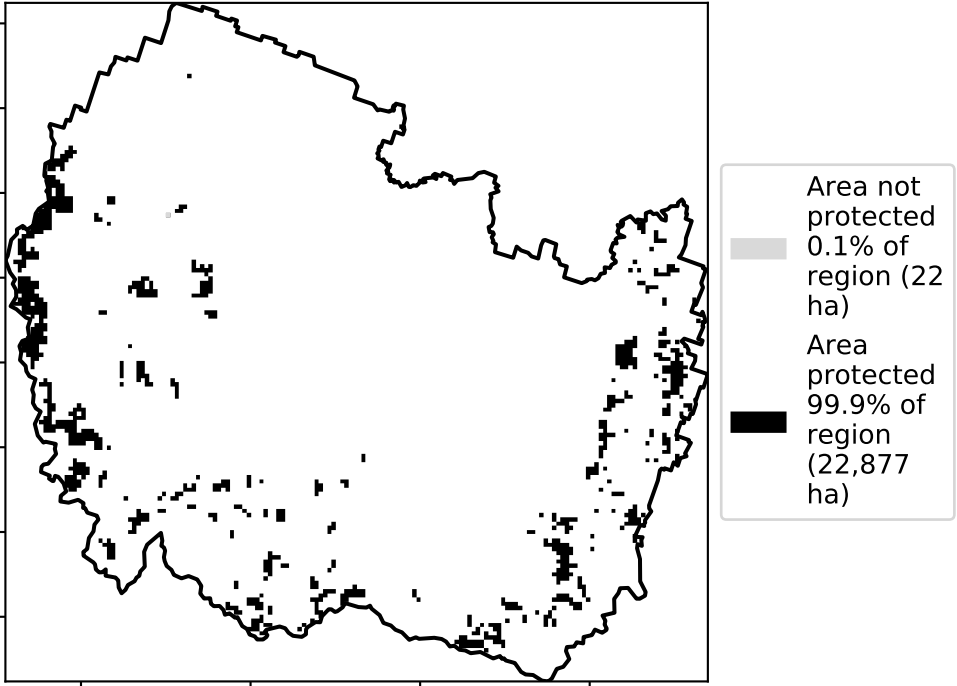 Area not
protected
0.1% of
region (22
ha)
Area
protected
99.9% of
region
(22,877
ha)